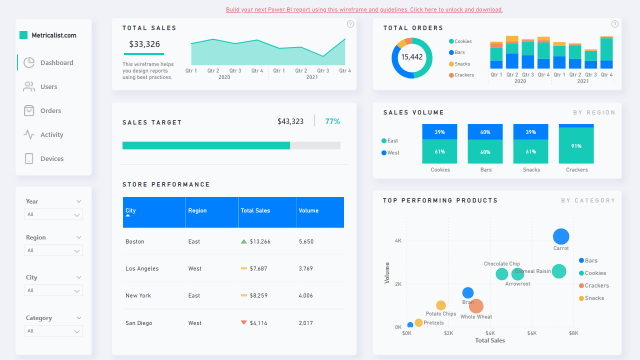 Build your next Power BI report using this wireframe and guidelines. Click here to unlock and download.
Metricalist.com
Dashboard
Users
Orders
Activity
Devices
Year
All
Region
All
City
All
Category
All
TOTAL SALES
?
$33,326
This wireframe helps
you design reports
using best practices.
Qtr 1 Qtr 2 Qtr 3 Qtr 4 Qtr 1 Qtr 2 Qtr 3 Qtr 4
2020 2021
SALES TARGET
$43,323 77%
STORE PERFORMANCE
City Region Total Sales Volume
Boston East $13,266 5,650
Los Angeles West $7,687 3,769
New York East $8,259 4,006
San Diego West $4,114 2,017
TOTAL ORDERS
?
15,442
Cookies
Bars
Snacks
Crackers
Qtr 1 Qtr 2 Qtr 3 Qtr 4 Qtr 1 Qtr 2 Qtr 3 Qtr 4
2020 2021
SALES VOLUME BY REGION
East
West
39% 40% 39%
61% 60% 61% 91%
Cookies Bars Snacks Crackers
TOP PERFORMING PRODUCTS BY CATEGORY
Volume
4K
2K
0K
Carrot
Chocolate Chip
Oatmeal Raisin
Arrowroot
Bran
Potato Chips
Whole Wheat
Pretzels
$0K $2K $4K $6K $8K
Total Sales
Bars
Cookies
Crackers
Snacks